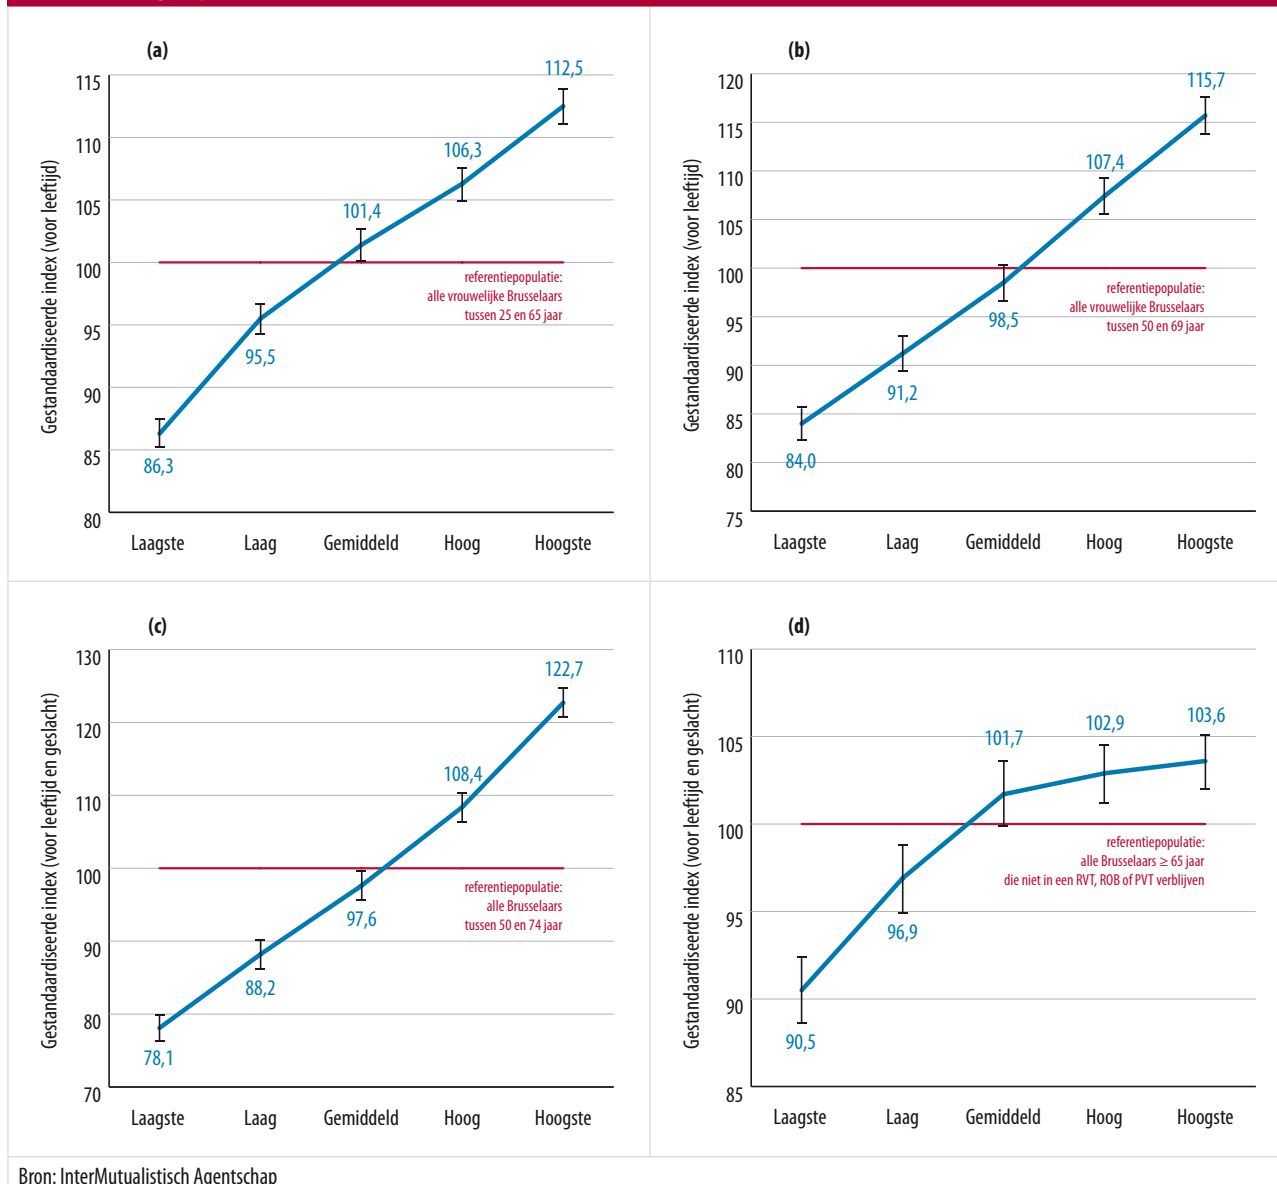 (a)
Gestandaardiseerde index (voor leeftijd)
115
110
105
100
95
90
85
80
86,3
95,5
101,4
106,3
112,5
referentiepopulatie:
alle vrouwelijke Brusselaars
tussen 25 en 65 jaar
Laagste Laag Gemiddeld Hoog Hoogste
(b)
Gestandaardiseerde index (voor leeftijd)
120
115
110
105
100
95
90
85
80
75
84,0
91,2
98,5
107,4
115,7
referentiepopulatie:
alle vrouwelijke Brusselaars
tussen 50 en 69 jaar
Laagste Laag Gemiddeld Hoog Hoogste
(c)
Gestandaardiseerde index (voor leeftijd en geslacht)
130
120
110
100
90
80
70
78,1
88,2
97,6
108,4
122,7
referentiepopulatie:
alle Brusselaars
tussen 50 en 74 jaar
Laagste Laag Gemiddeld Hoog Hoogste
(d)
Gestandaardiseerde index (voor leeftijd en geslacht)
110
105
100
95
90
85
90,5
96,9
101,7
102,9
103,6
referentiepopulatie:
alle Brusselaars ≥ 65 jaar
die niet in een RVT, ROB of PVT verblijven
Laagste Laag Gemiddeld Hoog Hoogste
Bron: InterMutualistisch Agentschap